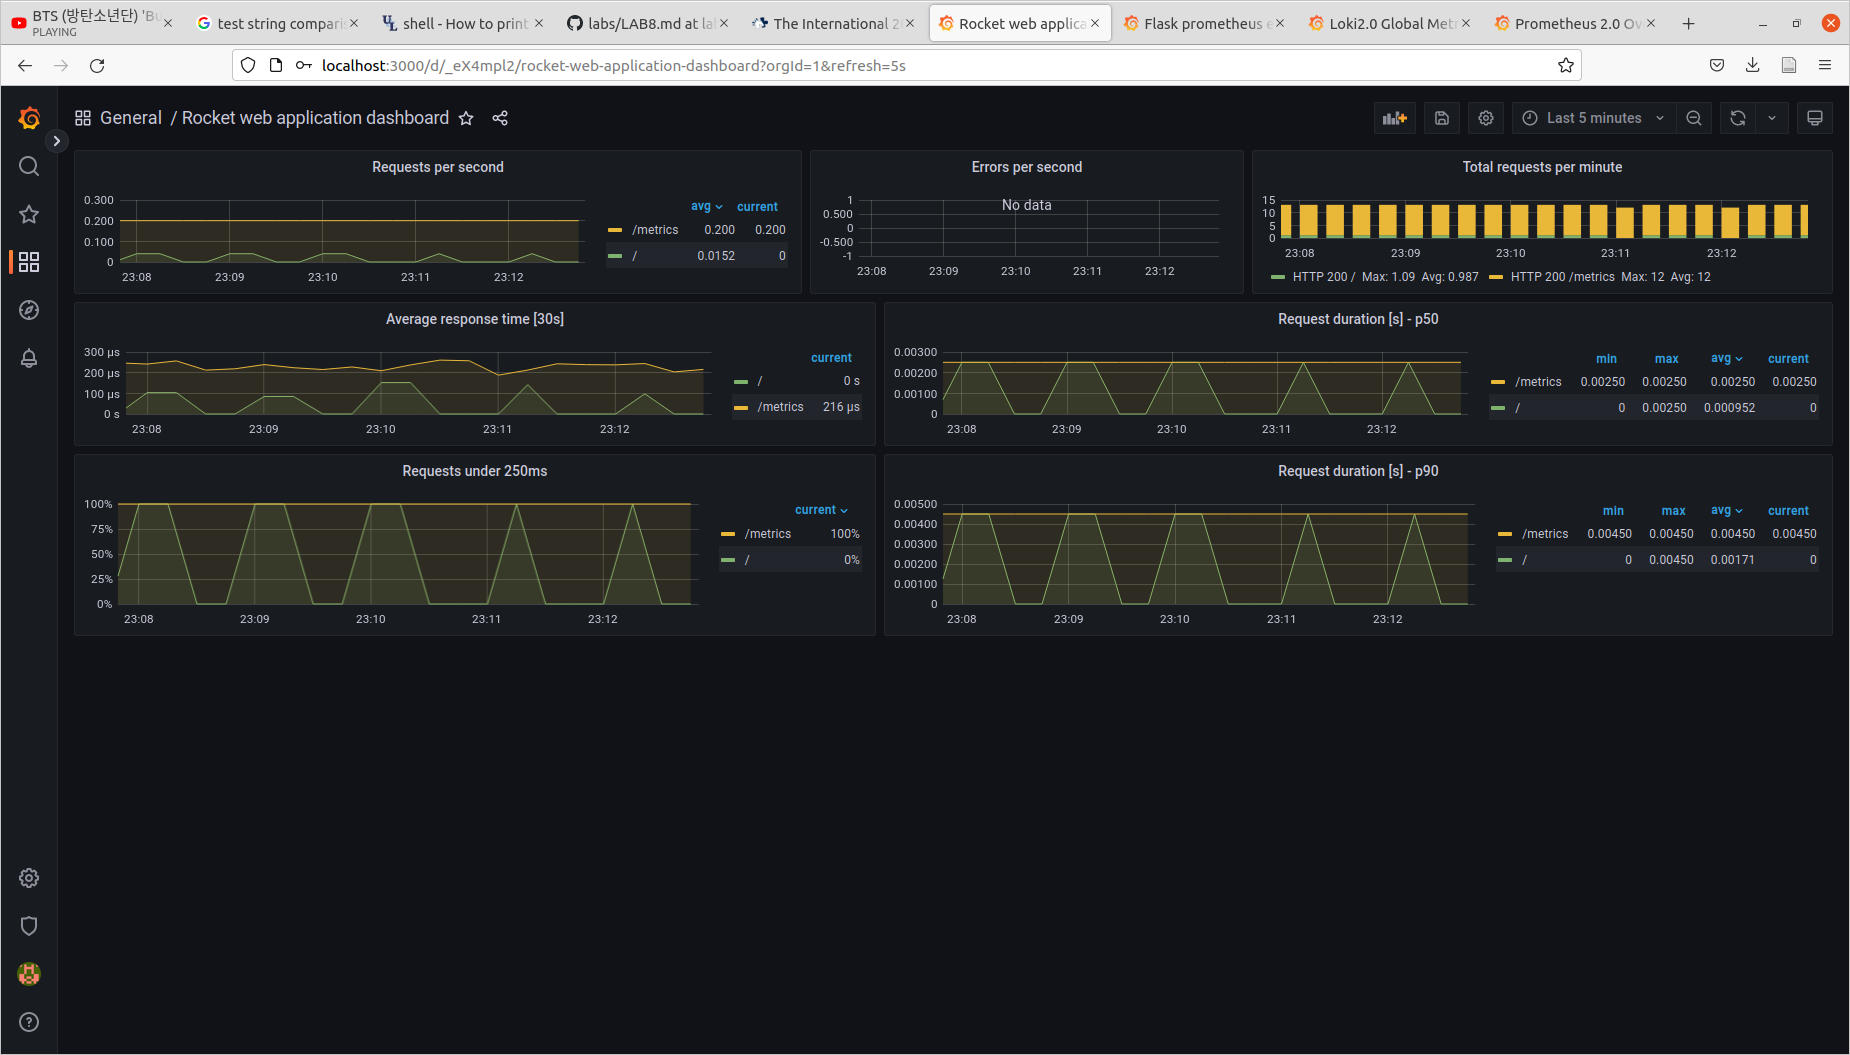 BTS (방탄소년단) 'Bu
PLAYING
test string comparis
shell - How to print
labs/LAB8.md at la
The International 2
Rocket web applica
Flask prometheus e
Loki2.0 Global Metr
Prometheus 2.0 Ov
localhost:3000/d/_eX4mpl2/rocket-web-application-dashboard?orgId=1&refresh=5s
General / Rocket web application dashboard
Last 5 minutes
Requests per second
0.300
0.200
0.100
0
23:08 23:09 23:10 23:11 23:12
avg current
/metrics 0.200 0.200
/ 0.0152 0
Errors per second
No data
1
0.500
0
-0.500
-1
23:08 23:09 23:10 23:11 23:12
Total requests per minute
15
10
5
0
23:08 23:09 23:10 23:11 23:12
HTTP 200 / Max: 1.09 Avg: 0.987 HTTP 200 /metrics Max: 12 Avg: 12
Average response time [30s]
300 µs
200 µs
100 µs
0 s
23:08 23:09 23:10 23:11 23:12
current
/ 0 s
/metrics 216 µs
Request duration [s] - p50
0.00300
0.00200
0.00100
0
23:08 23:09 23:10 23:11 23:12
min max avg current
/metrics 0.00250 0.00250 0.00250 0.00250
/ 0 0.00250 0.000952 0
Requests under 250ms
100%
75%
50%
25%
0%
23:08 23:09 23:10 23:11 23:12
current
/metrics 100%
/ 0%
Request duration [s] - p90
0.00500
0.00400
0.00300
0.00200
0.00100
0
23:08 23:09 23:10 23:11 23:12
min max avg current
/metrics 0.00450 0.00450 0.00450 0.00450
/ 0 0.00450 0.00171 0